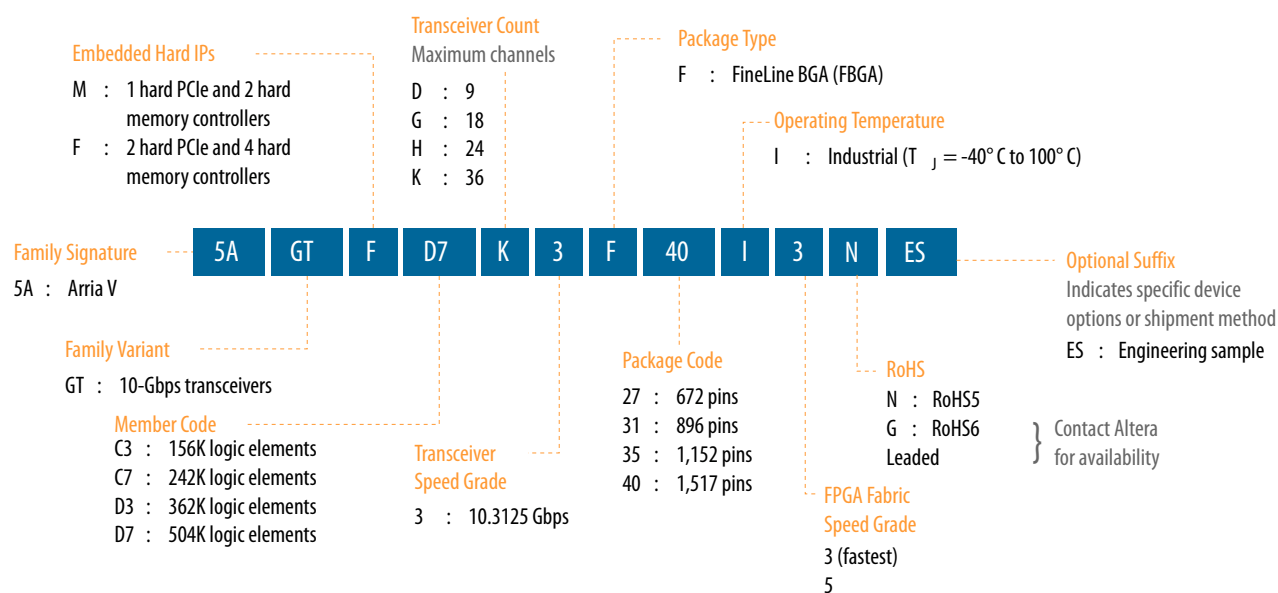 Embedded Hard IPs
M : 1 hard PCIe and 2 hard
memory controllers
F : 2 hard PCIe and 4 hard
memory controllers
Transceiver Count
Maximum channels
D : 9
G : 18
H : 24
K : 36
Package Type
F : FineLine BGA (FBGA)
Operating Temperature
I : Industrial (T J = -40° C to 100° C)
Family Signature
5A : Arria V
5A GT F D7 K 3 F 40 I 3 N ES
Optional Suffix
Indicates specific device
options or shipment method
ES : Engineering sample
Family Variant
GT : 10-Gbps transceivers
Member Code
C3 : 156K logic elements
C7 : 242K logic elements
D3 : 362K logic elements
D7 : 504K logic elements
Transceiver
Speed Grade
3 : 10.3125 Gbps
Package Code
27 : 672 pins
31 : 896 pins
35 : 1,152 pins
40 : 1,517 pins
RoHS
N : RoHS5
G : RoHS6
Leaded
} Contact Altera
for availability
FPGA Fabric
Speed Grade
3 (fastest)
5